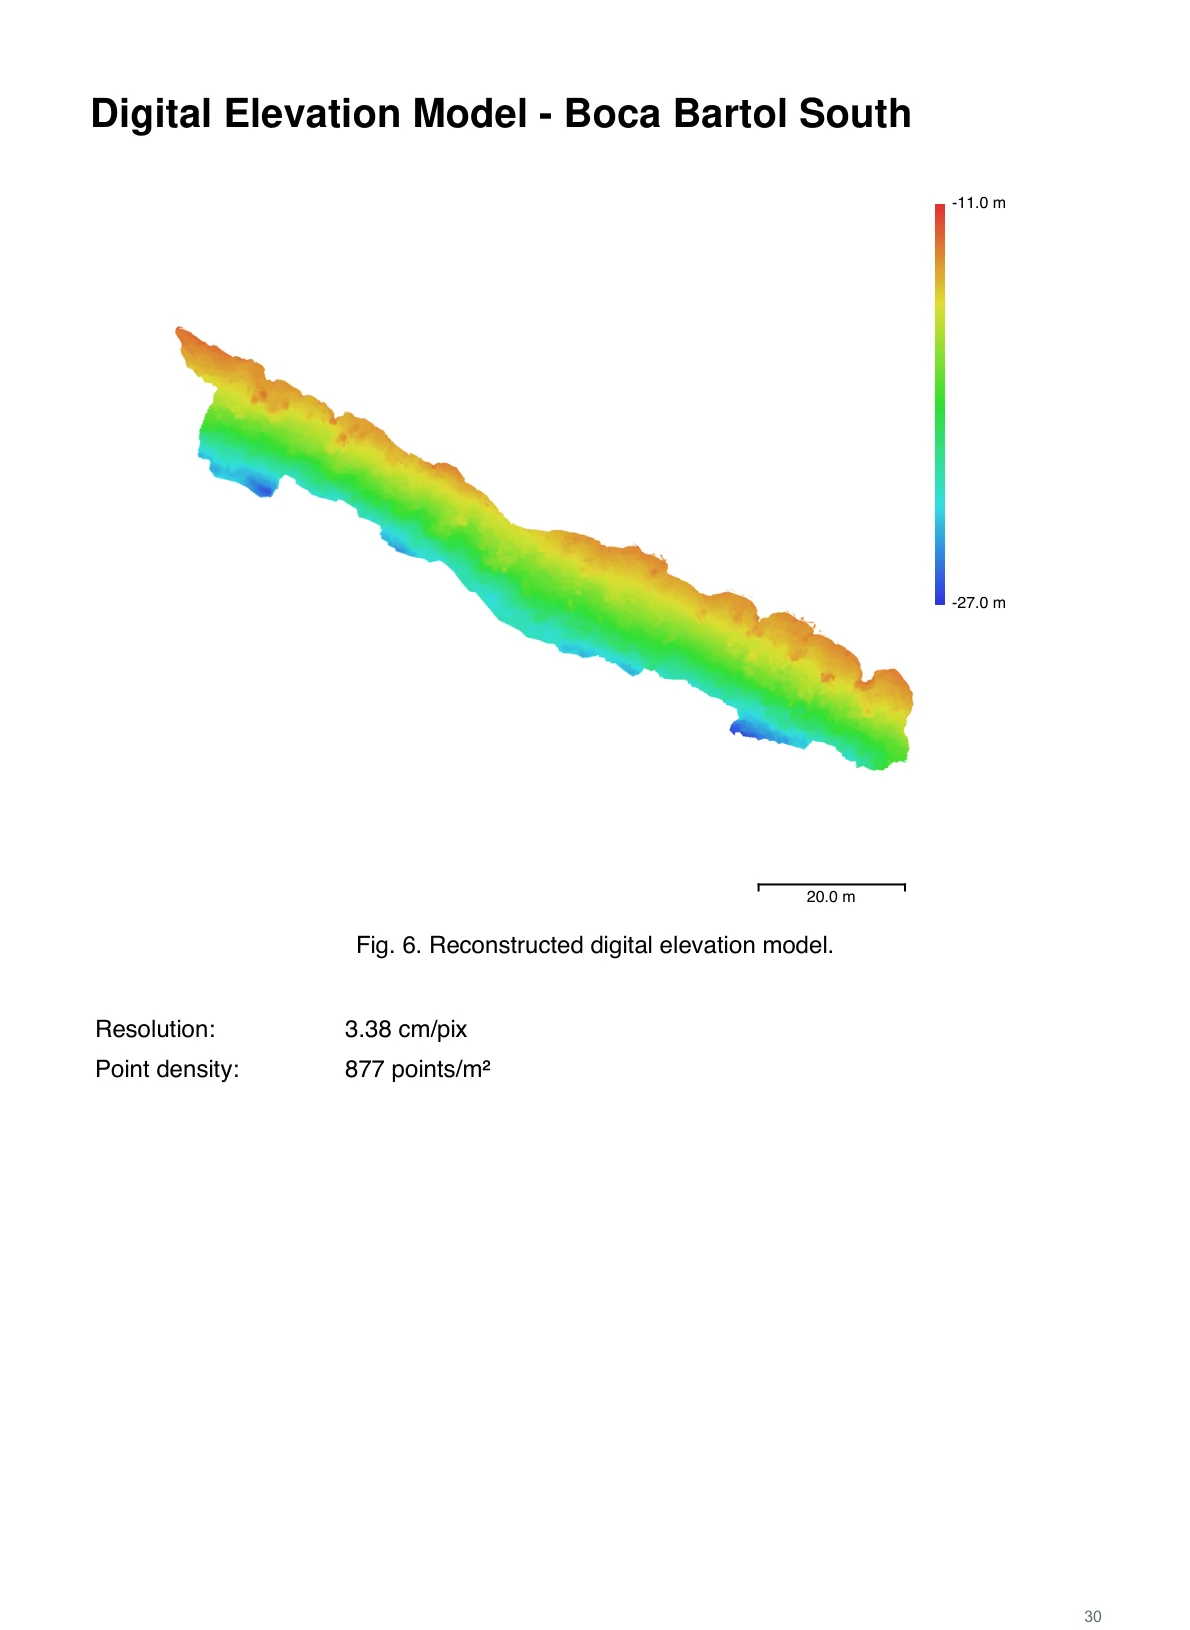 Digital Elevation Model - Boca Bartol South
-11.0 m
-27.0 m
20.0 m
Fig. 6. Reconstructed digital elevation model.
Resolution: 3.38 cm/pix
Point density: 877 points/m²
30